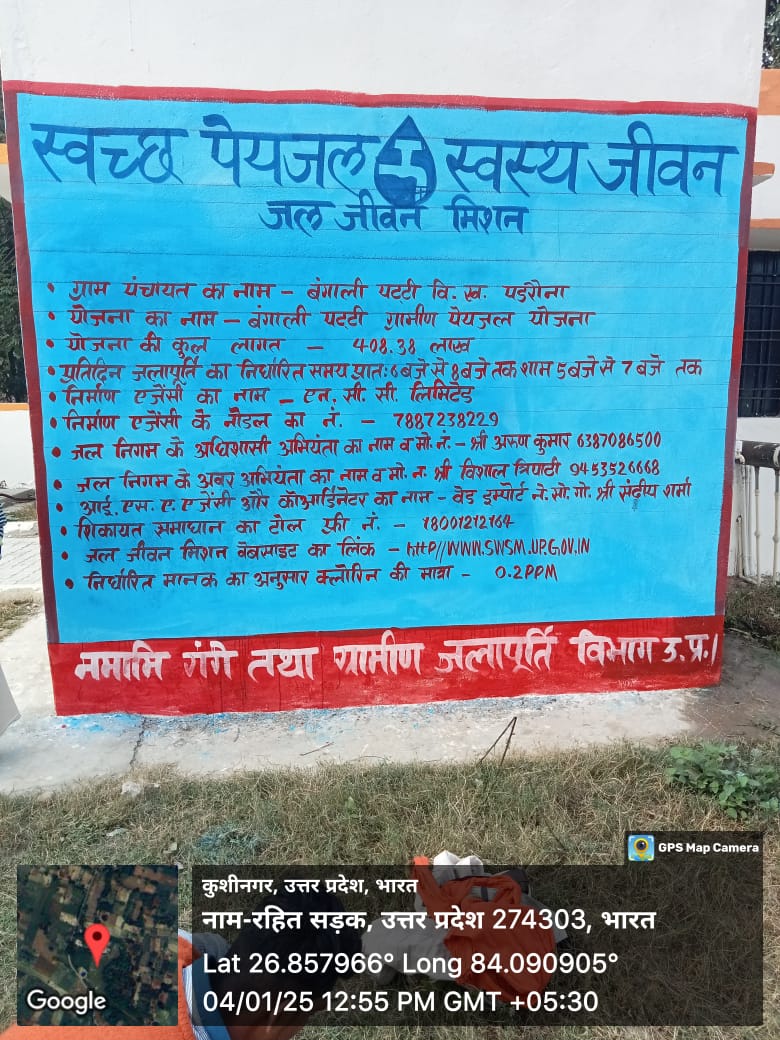 स्वच्छ पेयजल स्वस्थ जीवन
जल जीवन मिशन
• ग्राम पंचायत का नाम – बंगाली पट्टी वि. ख. पडरौना
• योजना का नाम – बंगाली पट्टी ग्रामीण पेयजल योजना
• योजना की कुल लागत – 408.38 लाख
• प्रतिदिन जलापूर्ति का निर्धारित समय प्रातः 6 बजे से 8 बजे तक शाम 5 बजे से 7 बजे तक
• निर्माण एजेंसी का नाम – एन. सी. सी. लिमिटेड
• निर्माण एजेंसी के नोडल का नं. – 7887238229
• जल निगम के अधिशासी अभियंता का नाम व मो. नं. – श्री अरुण कुमार 6387086500
• जल निगम के अवर अभियंता का नाम व मो. न. श्री विशाल त्रिपाठी 9453526668
• आई. एस. ए. एजेंसी और कोआर्डिनेटर का नाम – वेड इम्पोर्ट ने. सो. गो. श्री संदीप शर्मा
• शिकायत समाधान का टोल फ्री नं. – 18001212164
• जल जीवन मिशन वेबसाइट का लिंक – http//WWW.SWSM.UP.GOV.IN
• निर्धारित मानक का अनुसार क्लोरिन की मात्रा – 0.2PPM
नमामि गंगे तथा ग्रामीण जलापूर्ति विभाग उ.प्र.।
GPS Map Camera
कुशीनगर, उत्तर प्रदेश, भारत
नाम-रहित सड़क, उत्तर प्रदेश 274303, भारत
Lat 26.857966° Long 84.090905°
04/01/25 12:55 PM GMT +05:30
Google